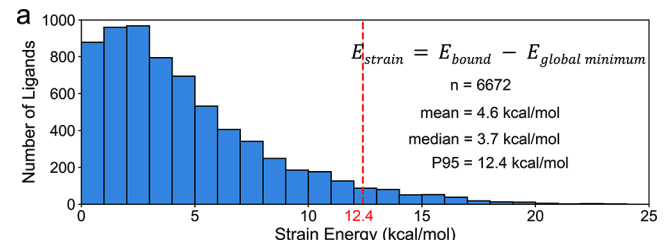 a
1000
800
600
400
200
0
Number of Ligands
E_strain = E_bound − E_global minimum
n = 6672
mean = 4.6 kcal/mol
median = 3.7 kcal/mol
P95 = 12.4 kcal/mol
0 5 10 12.4 15 20 25
Strain Energy (kcal/mol)